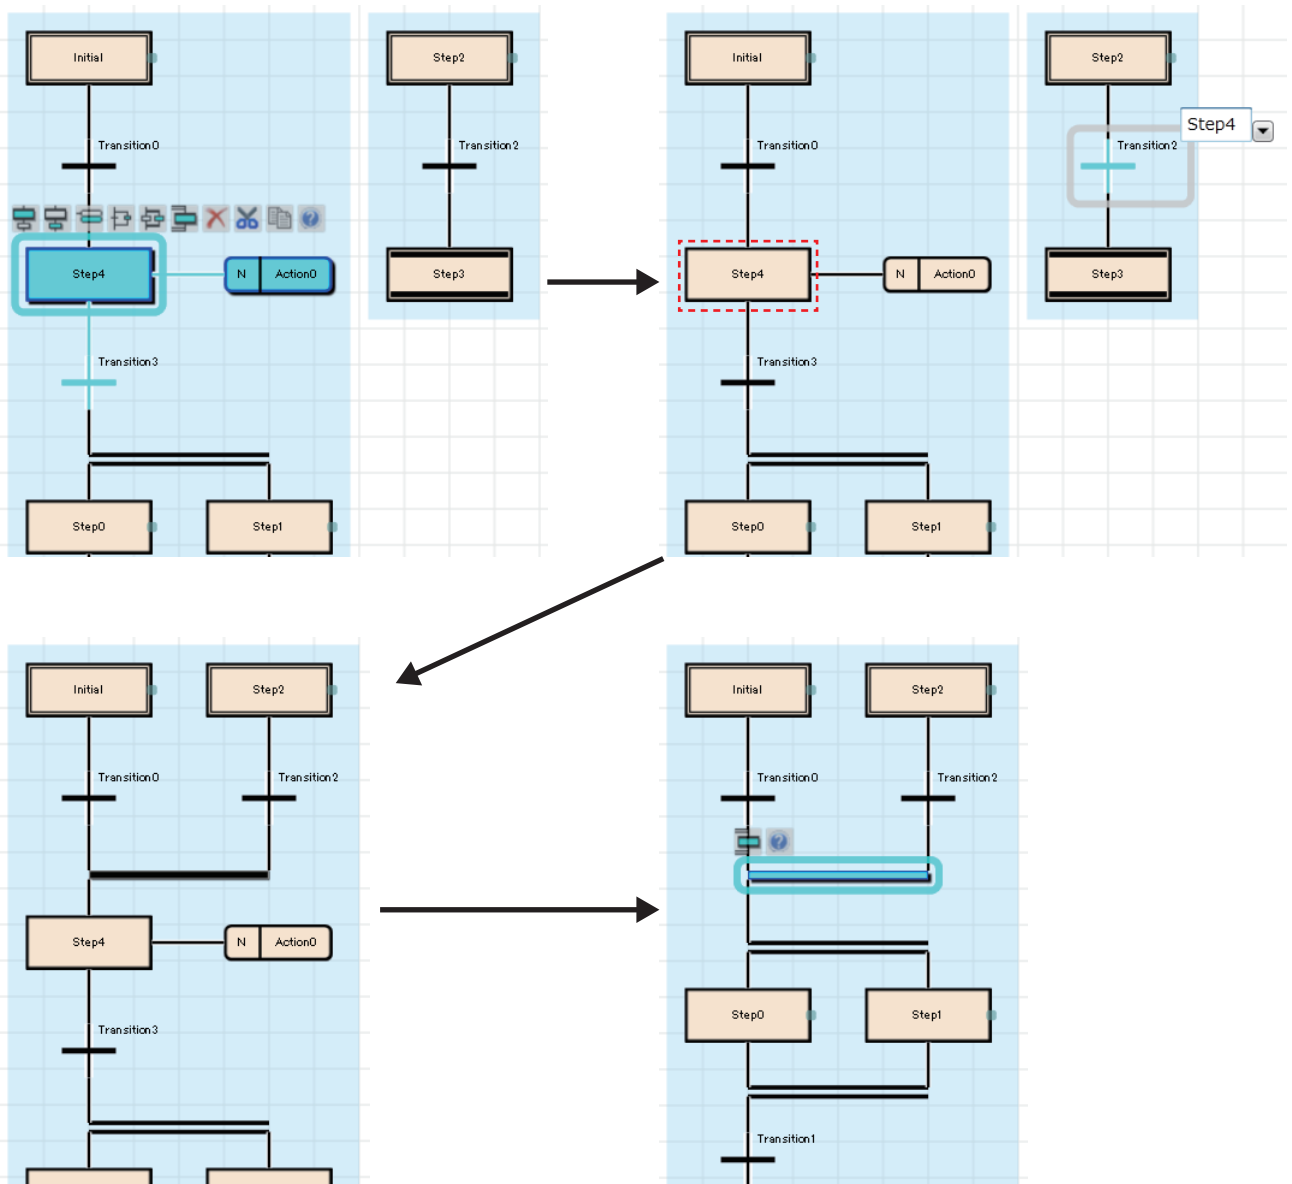 Initial
Step2
Transition0
Transition2
Step4
N
Action0
Step3
Transition3
Step0
Step1
Initial
Step2
Step4
Transition0
Transition2
Step4
N
Action0
Step3
Transition3
Step0
Step1
Initial
Step2
Transition0
Transition2
Step4
N
Action0
Transition3
Initial
Step2
Transition0
Transition2
?
Step0
Step1
Transition1